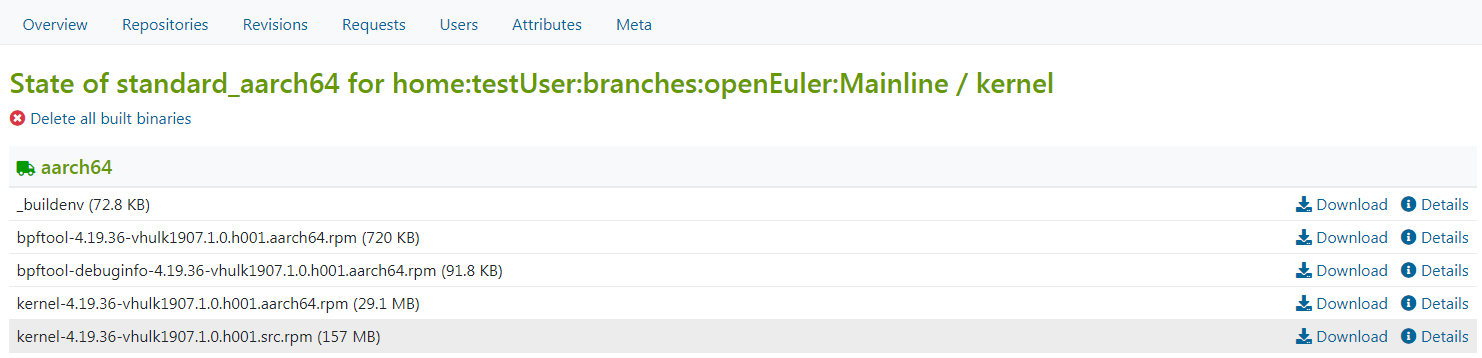 Overview Repositories Revisions Requests Users Attributes Meta
State of standard_aarch64 for home:testUser:branches:openEuler:Mainline / kernel
Delete all built binaries
aarch64
_buildenv (72.8 KB) Download Details
bpftool-4.19.36-vhulk1907.1.0.h001.aarch64.rpm (720 KB) Download Details
bpftool-debuginfo-4.19.36-vhulk1907.1.0.h001.aarch64.rpm (91.8 KB) Download Details
kernel-4.19.36-vhulk1907.1.0.h001.aarch64.rpm (29.1 MB) Download Details
kernel-4.19.36-vhulk1907.1.0.h001.src.rpm (157 MB) Download Details